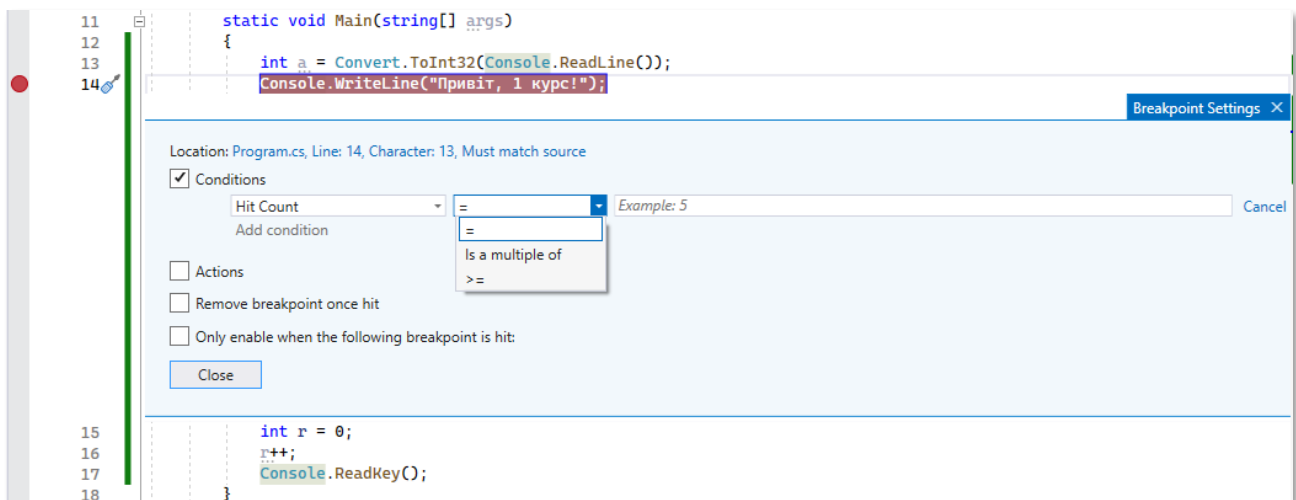 11 static void Main(string[] args)
12 {
13 int a = Convert.ToInt32(Console.ReadLine());
14 Console.WriteLine("Привіт, 1 курс!");
Breakpoint Settings ×
Location: Program.cs, Line: 14, Character: 13, Must match source
Conditions
Hit Count = Example: 5 Cancel
Add condition =
Is a multiple of
Actions >=
Remove breakpoint once hit
Only enable when the following breakpoint is hit:
Close
15 int r = 0;
16 r++;
17 Console.ReadKey();
18 }